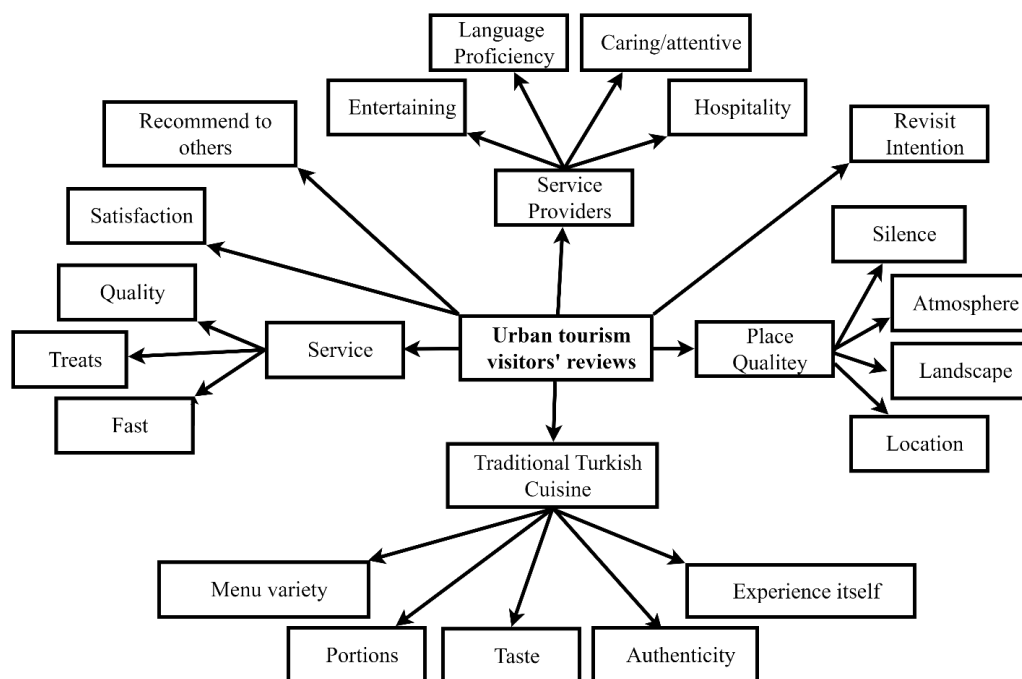 Language
Proficiency
Caring/attentive
Entertaining
Hospitality
Recommend to
others
Revisit
Intention
Service
Providers
Satisfaction
Silence
Quality
Atmosphere
Treats
Service
Urban tourism
visitors' reviews
Place
Qualitey
Landscape
Fast
Location
Traditional Turkish
Cuisine
Menu variety
Experience itself
Portions
Taste
Authenticity